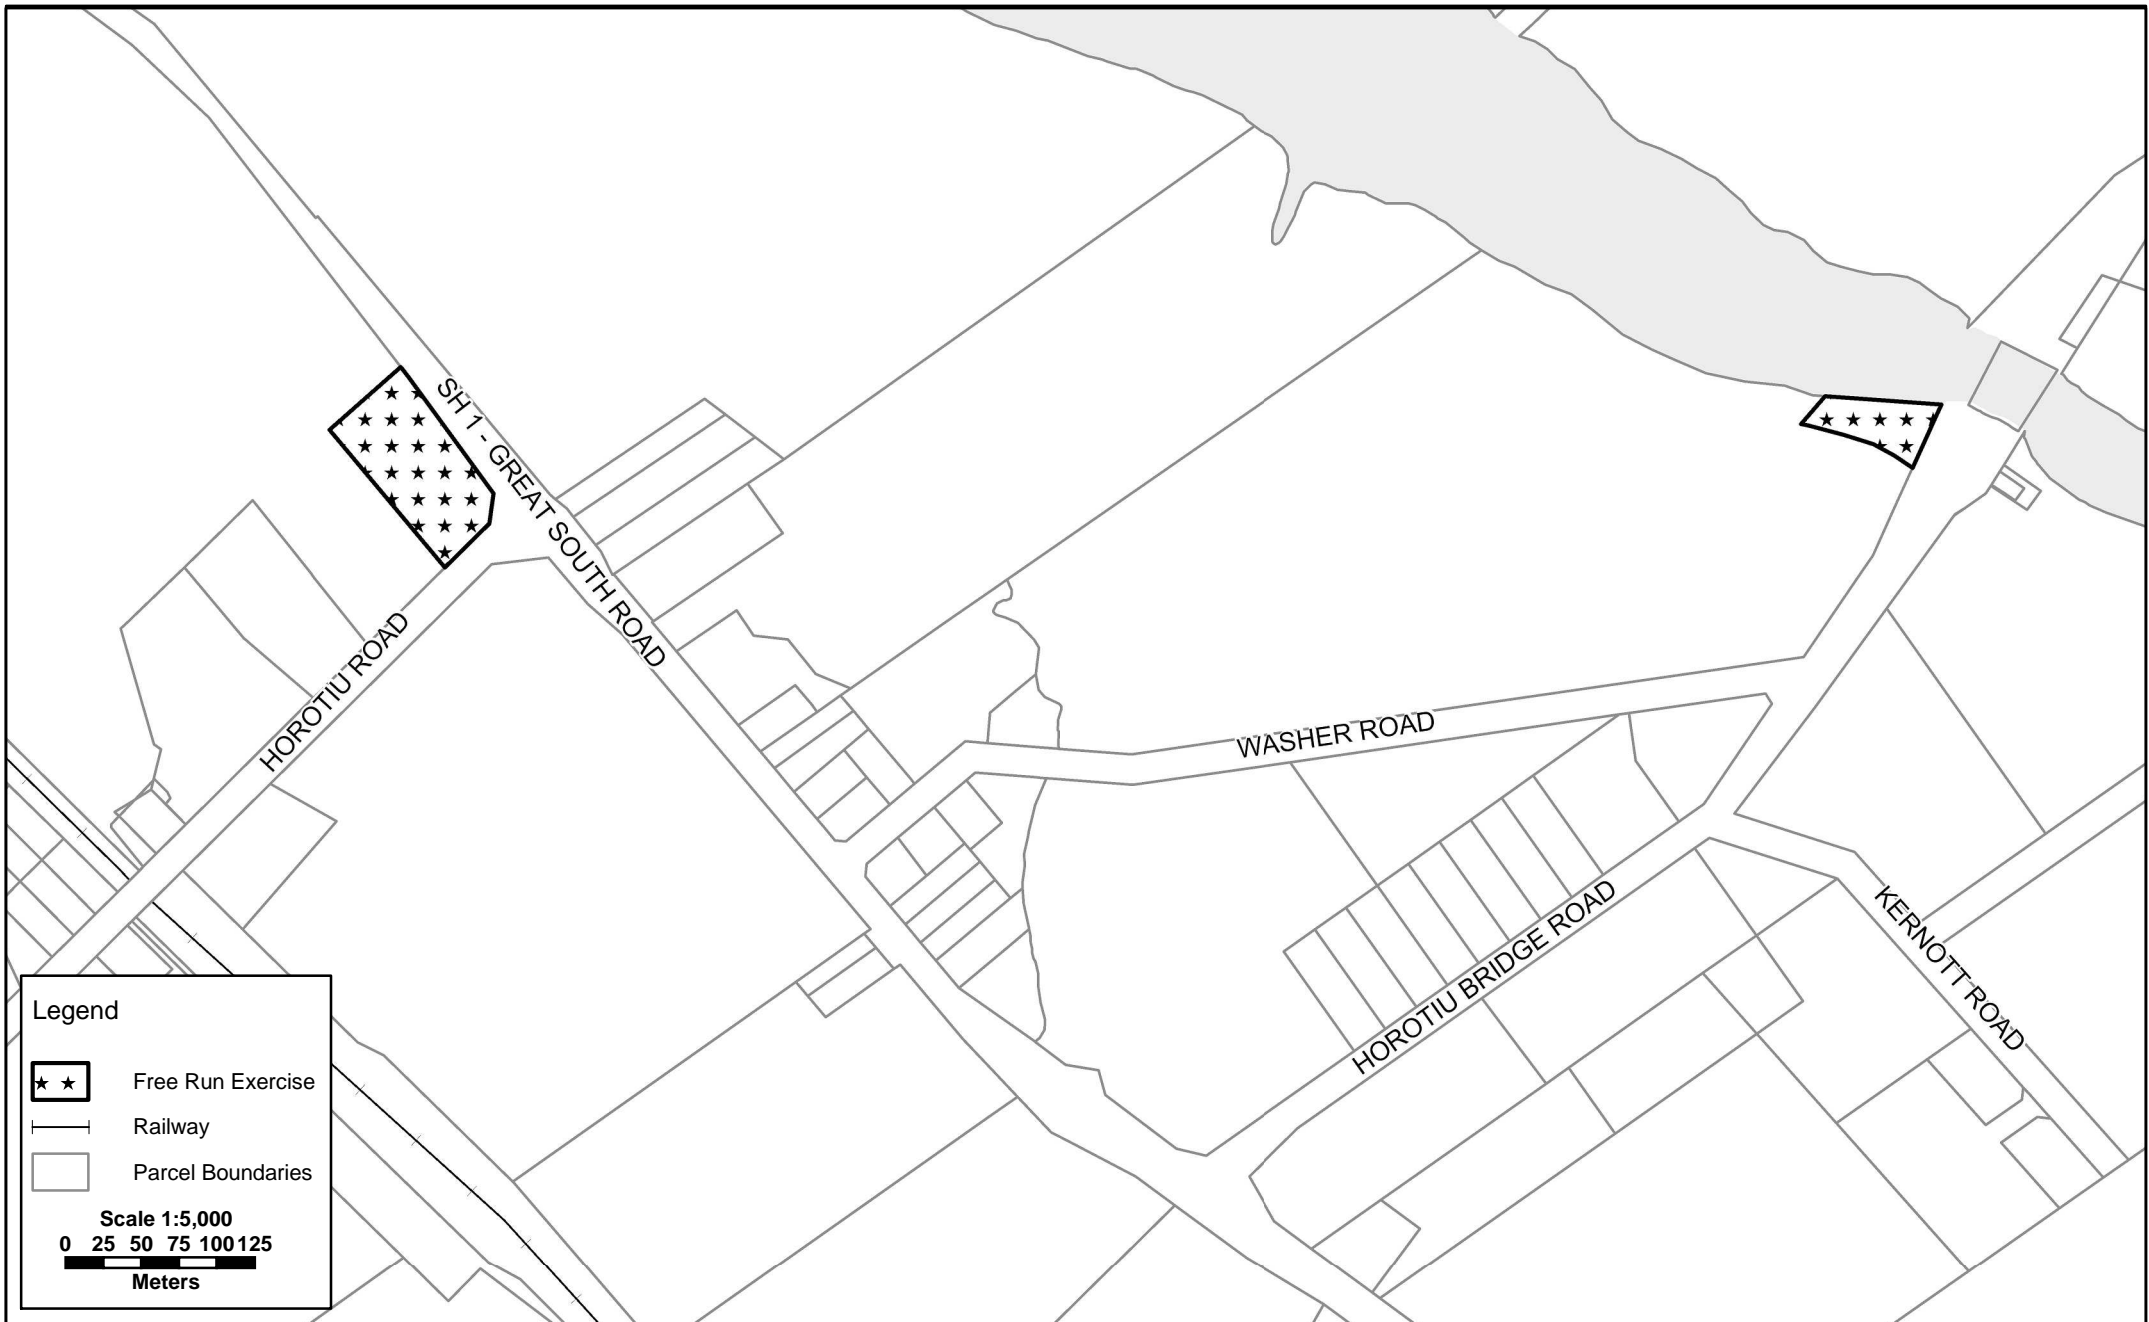 SH 1 - GREAT SOUTH ROAD
HOROTIU ROAD
WASHER ROAD
HOROTIU BRIDGE ROAD
KERNOTT ROAD
Legend
Free Run Exercise
Railway
Parcel Boundaries
Scale 1:5,000
0 25 50 75 100 125
Meters